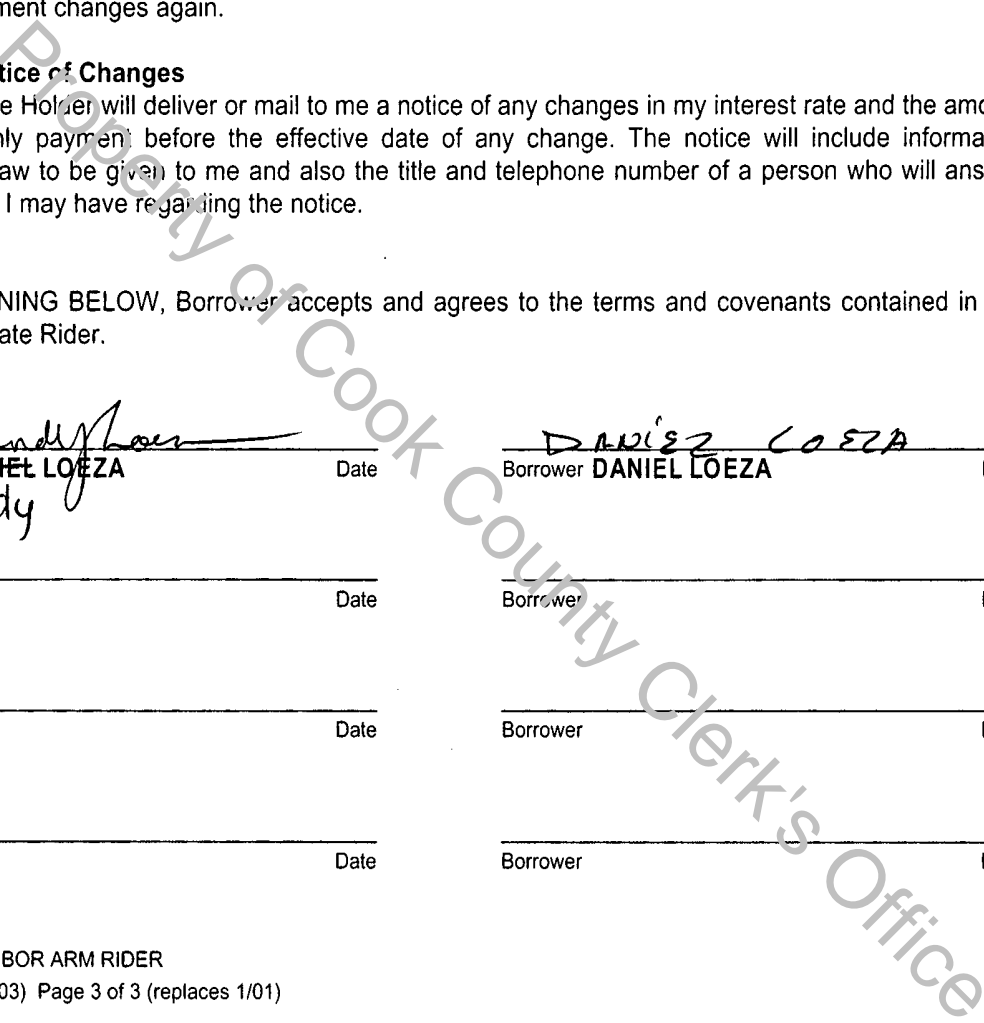 ment changes again.
tice of Changes
e Holder will deliver or mail to me a notice of any changes in my interest rate and the amo
ly payment before the effective date of any change. The notice will include informa
aw to be given to me and also the title and telephone number of a person who will ans
I may have regarding the notice.
NING BELOW, Borrower accepts and agrees to the terms and covenants contained in
ate Rider.
DANIEL LOEZA
IEL LOEZA Date Borrower DANIEL LOEZA
dy
Date Borrower
Date Borrower
Date Borrower
BOR ARM RIDER
03) Page 3 of 3 (replaces 1/01)
Property of Cook County Clerk's Office